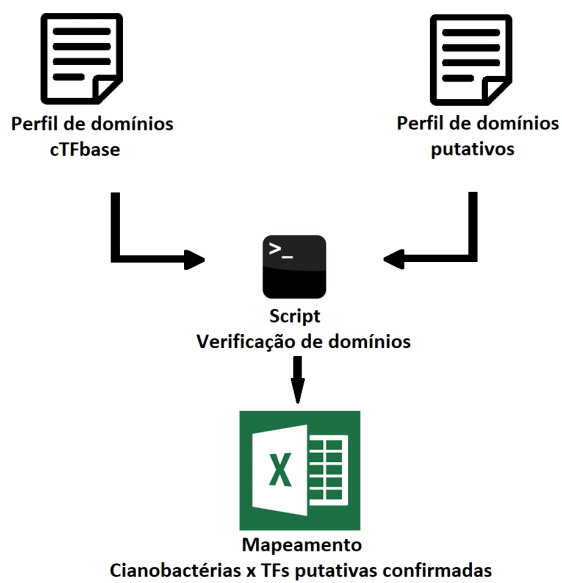 Perfil de domínios
cTFbase
Perfil de domínios
putativos
>_
Script
Verificação de domínios
X
Mapeamento
Cianobactérias x TFs putativas confirmadas